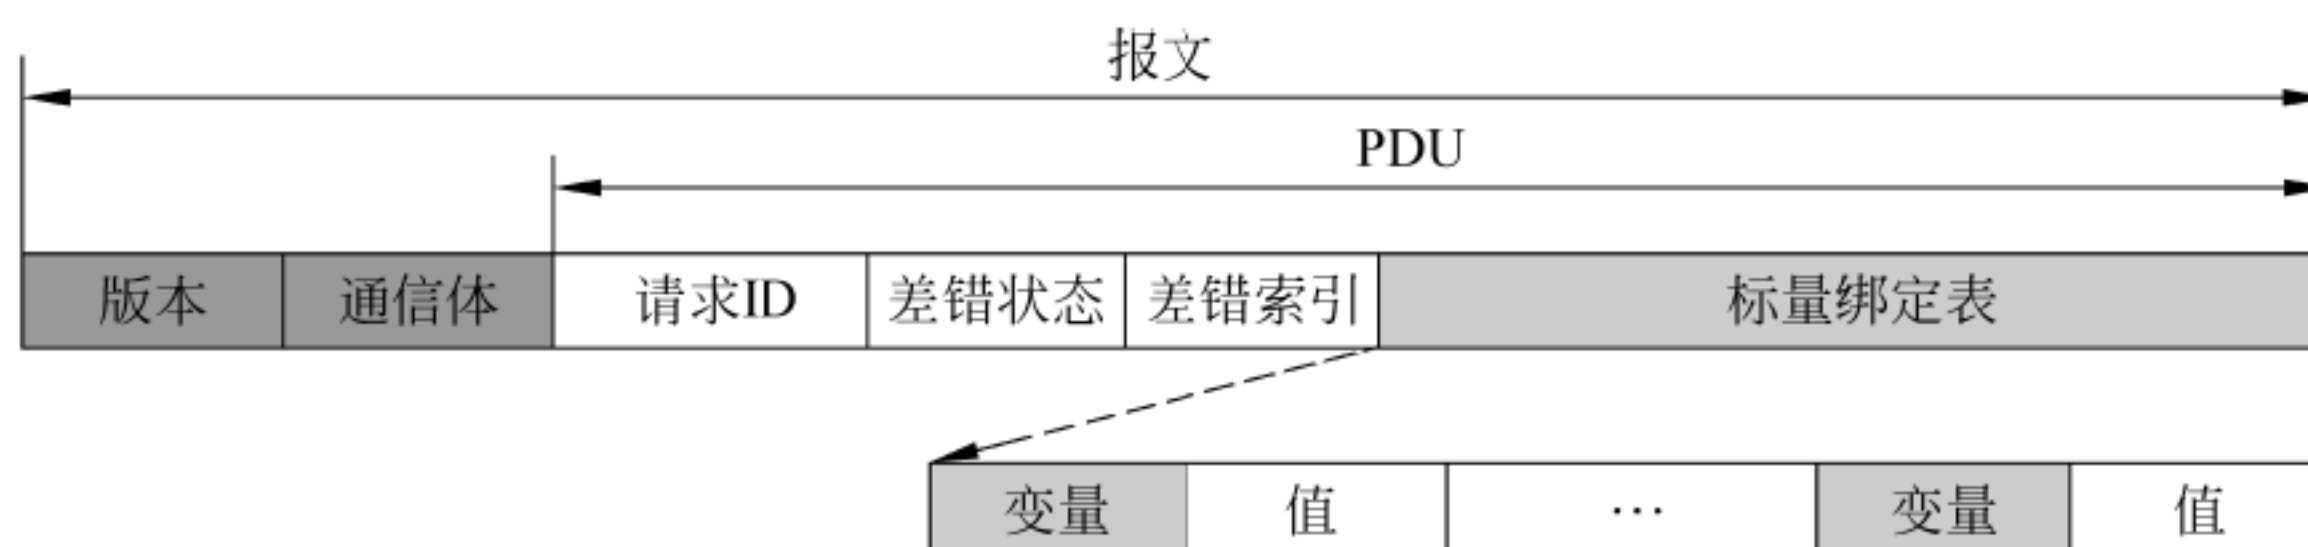 报文
PDU
版本 通信体 请求ID 差错状态 差错索引 标量绑定表
变量 值 … 变量 值